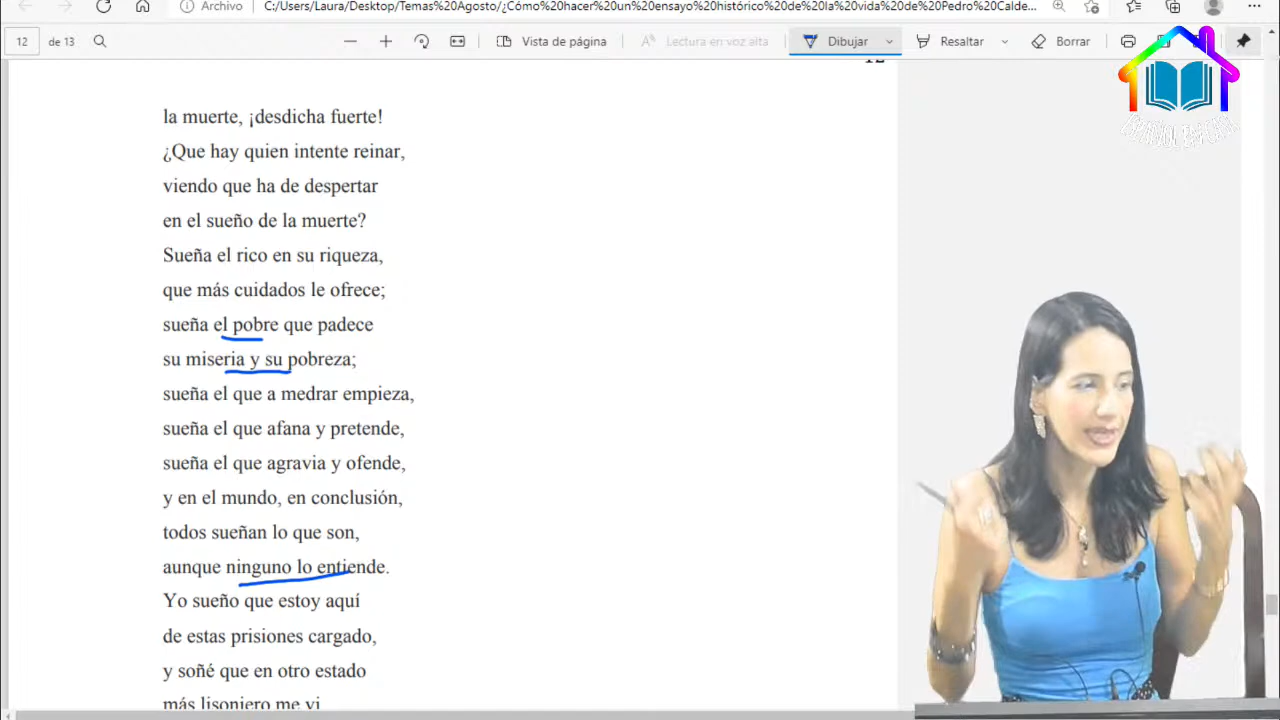 Archivo C:/Users/Laura/Desktop/Temas%20Agosto/¿Cómo%20hacer%20un%20ensayo%20histórico%20de%20la%20vida%20de%20Pedro%20Calde...
12 de 13 Vista de página Lectura en voz alta Dibujar Resaltar Borrar
12
la muerte, ¡desdicha fuerte!
¿Que hay quien intente reinar,
viendo que ha de despertar
en el sueño de la muerte?
Sueña el rico en su riqueza,
que más cuidados le ofrece;
sueña el pobre que padece
su miseria y su pobreza;
sueña el que a medrar empieza,
sueña el que afana y pretende,
sueña el que agravia y ofende,
y en el mundo, en conclusión,
todos sueñan lo que son,
aunque ninguno lo entiende.
Yo sueño que estoy aquí
de estas prisiones cargado,
y soñé que en otro estado
más lisonjero me vi